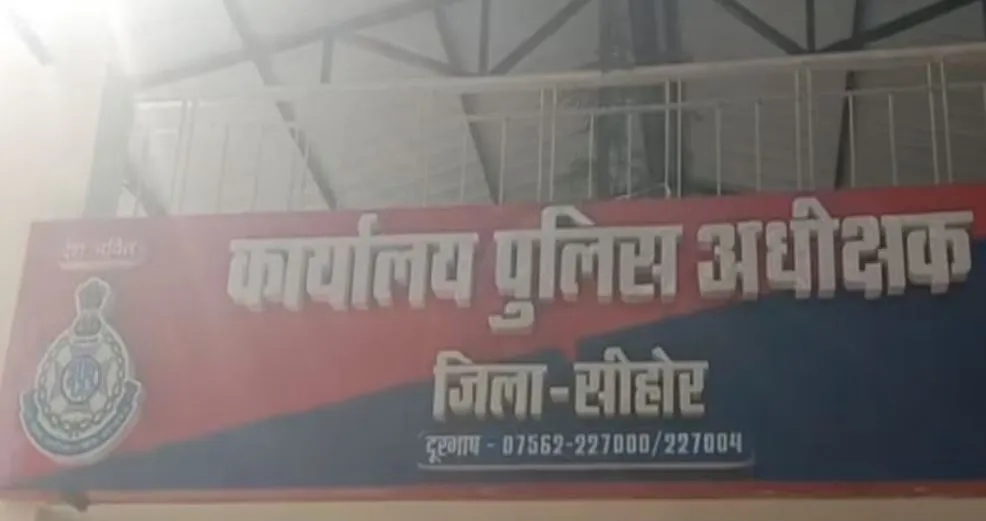 कार्यालय पुलिस अधीक्षक
जिला-सीहोर
दूरभाष - 07562-227000/227004